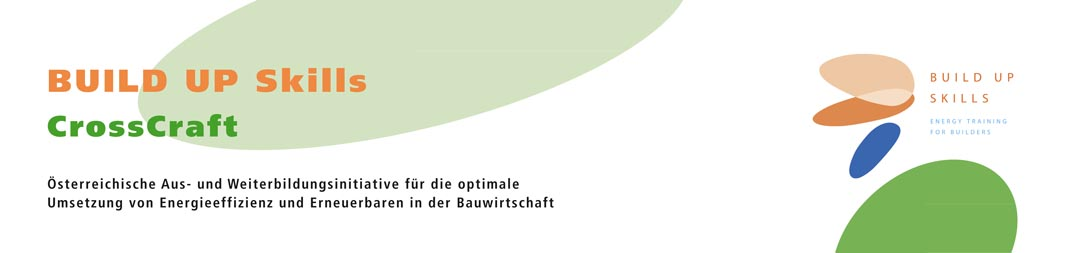 BUILD UP Skills
CrossCraft
Österreichische Aus- und Weiterbildungsinitiative für die optimale
Umsetzung von Energieeffizienz und Erneuerbaren in der Bauwirtschaft
BUILD UP
SKILLS
ENERGY TRAINING
FOR BUILDERS